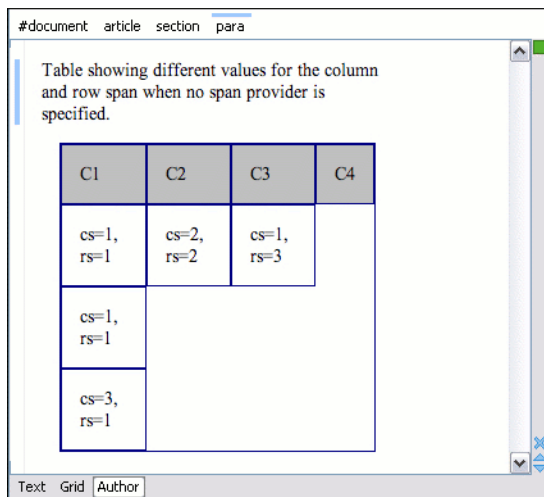 #document article section para
Table showing different values for the column
and row span when no span provider is
specified.
C1 C2 C3 C4
cs=1, cs=2, cs=1,
rs=1 rs=2 rs=3
cs=1,
rs=1
cs=3,
rs=1
Text Grid Author